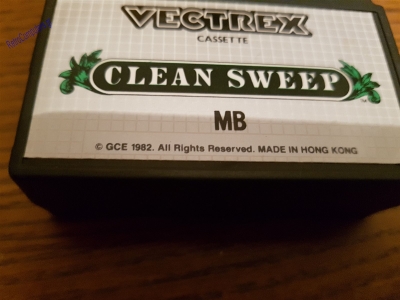 VECTREX
CASSETTE
CLEAN SWEEP
MB
© GCE 1982. All Rights Reserved. MADE IN HONG KONG